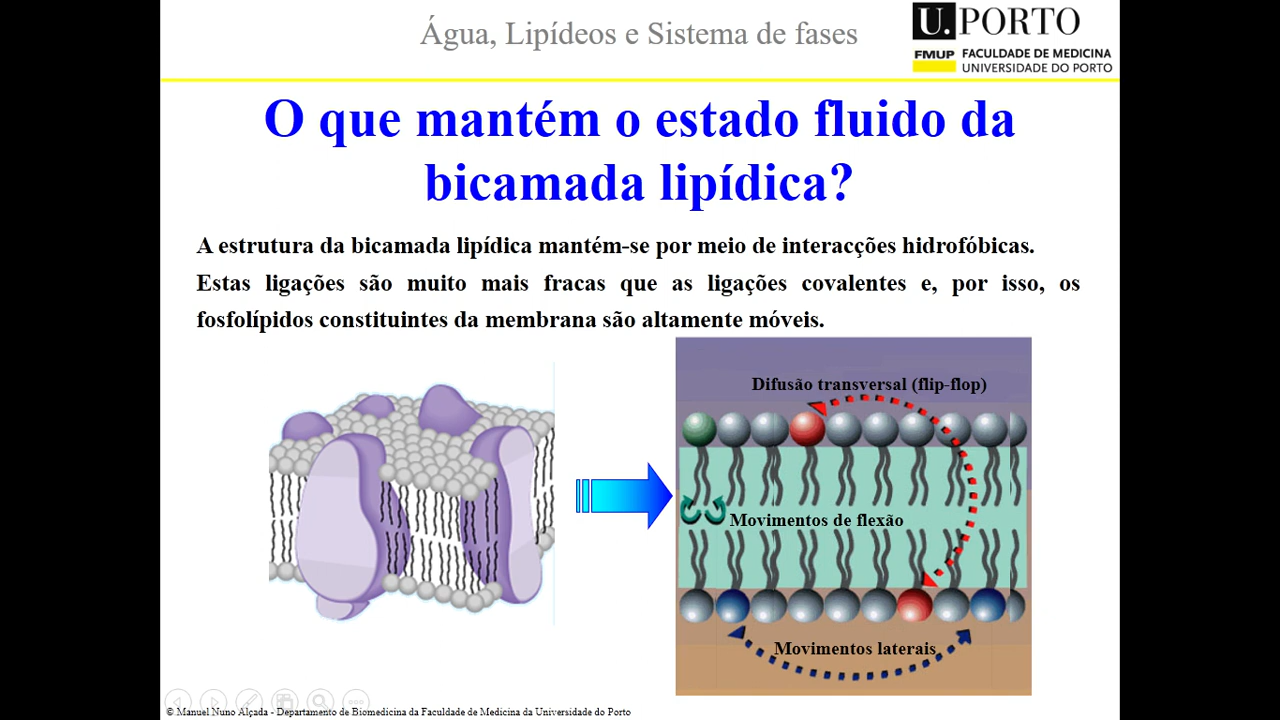 Água, Lipídeos e Sistema de fases
U. PORTO
FMUP FACULDADE DE MEDICINA
UNIVERSIDADE DO PORTO
O que mantém o estado fluido da
bicamada lipídica?
A estrutura da bicamada lipídica mantém-se por meio de interacções hidrofóbicas.
Estas ligações são muito mais fracas que as ligações covalentes e, por isso, os
fosfolípidos constituintes da membrana são altamente móveis.
Difusão transversal (flip-flop)
Movimentos de flexão
Movimentos laterais
© Manuel Nuno Alçada - Departamento de Biomedicina da Faculdade de Medicina da Universidade do Porto